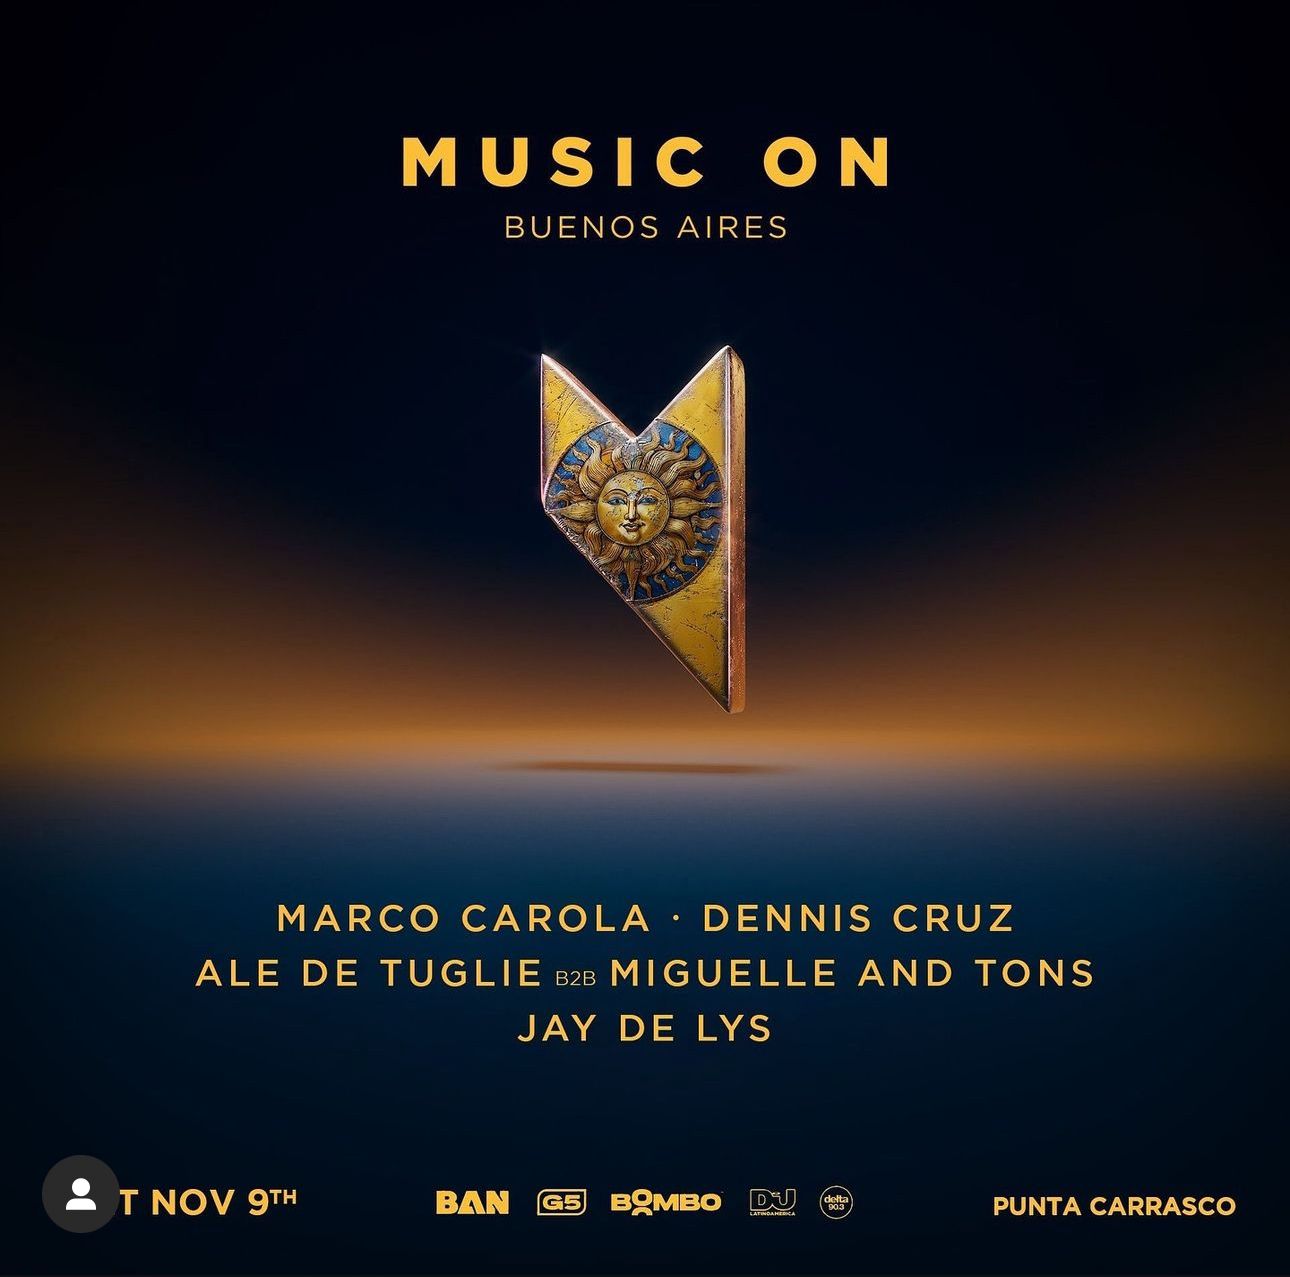 MUSIC ON
BUENOS AIRES
MARCO CAROLA · DENNIS CRUZ
ALE DE TUGLIE B2B MIGUELLE AND TONS
JAY DE LYS
NOV 9TH
BAN G5 BOMBO DJ LATINOAMERICA delta 90.3
PUNTA CARRASCO